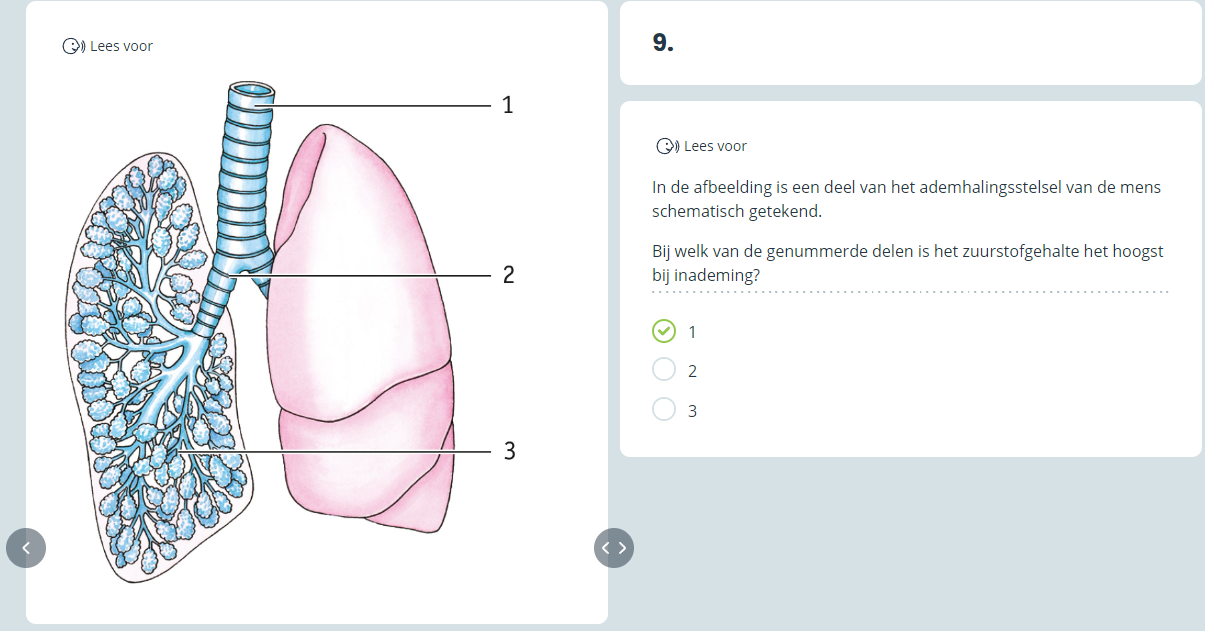 Lees voor
1
2
3
9.
Lees voor
In de afbeelding is een deel van het ademhalingsstelsel van de mens
schematisch getekend.
Bij welk van de genummerde delen is het zuurstofgehalte het hoogst
bij inademing?
1
2
3